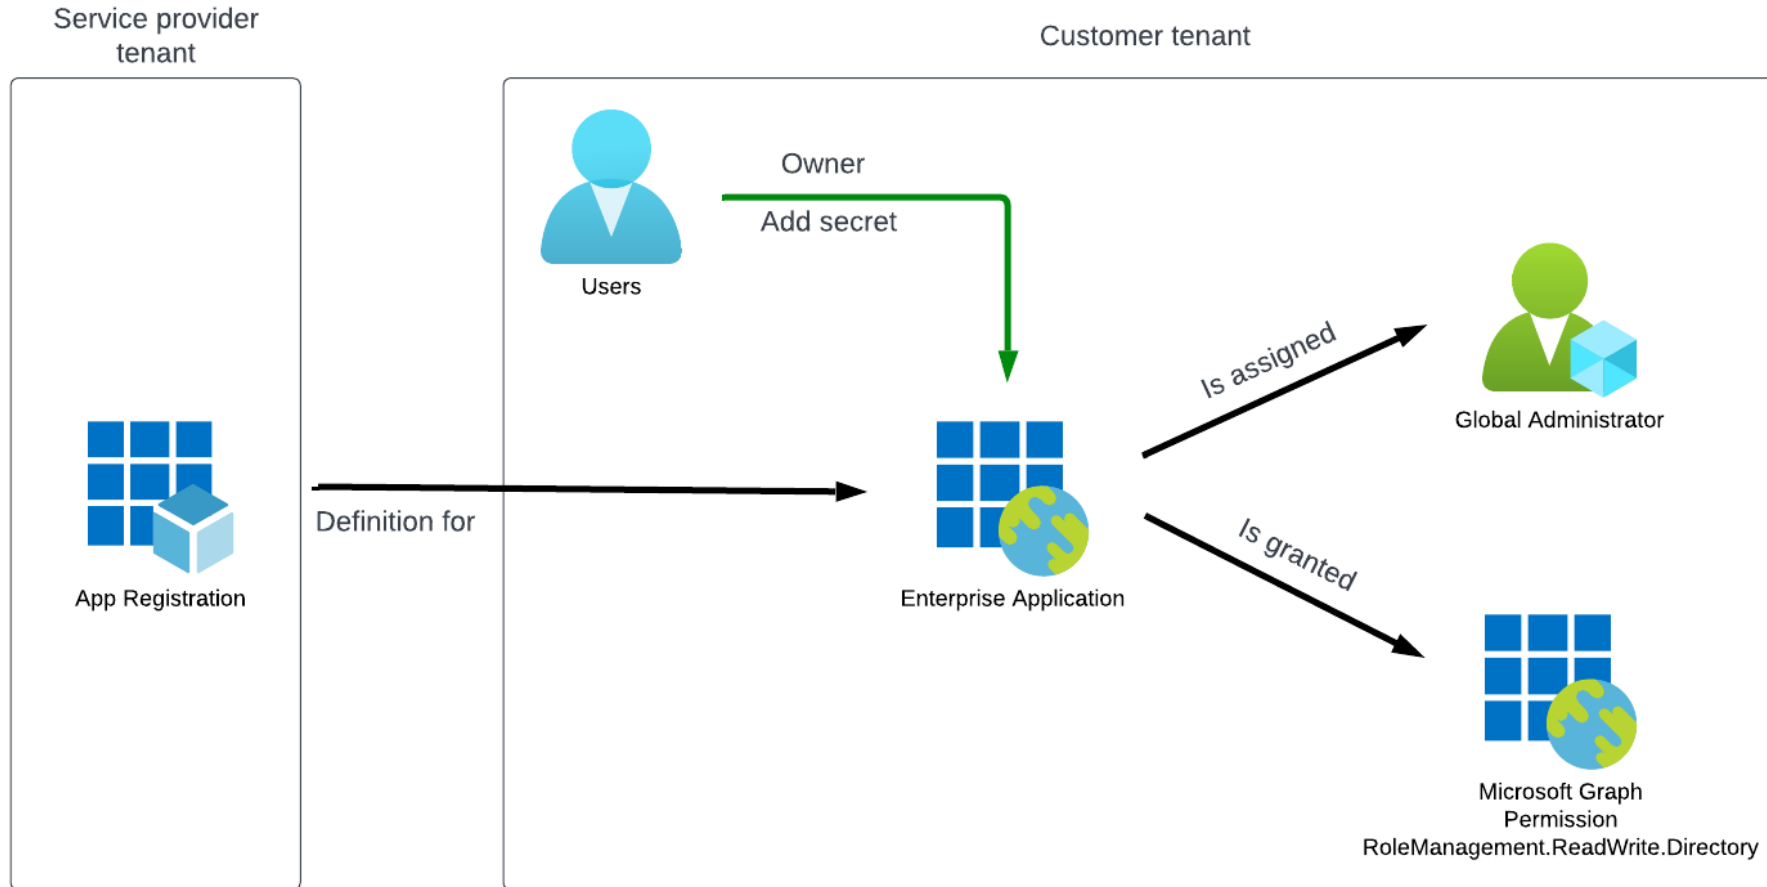 Service provider
tenant
Customer tenant
Owner
Add secret
Users
Is assigned
Global Administrator
Definition for
Is granted
App Registration
Enterprise Application
Microsoft Graph
Permission
RoleManagement.ReadWrite.Directory